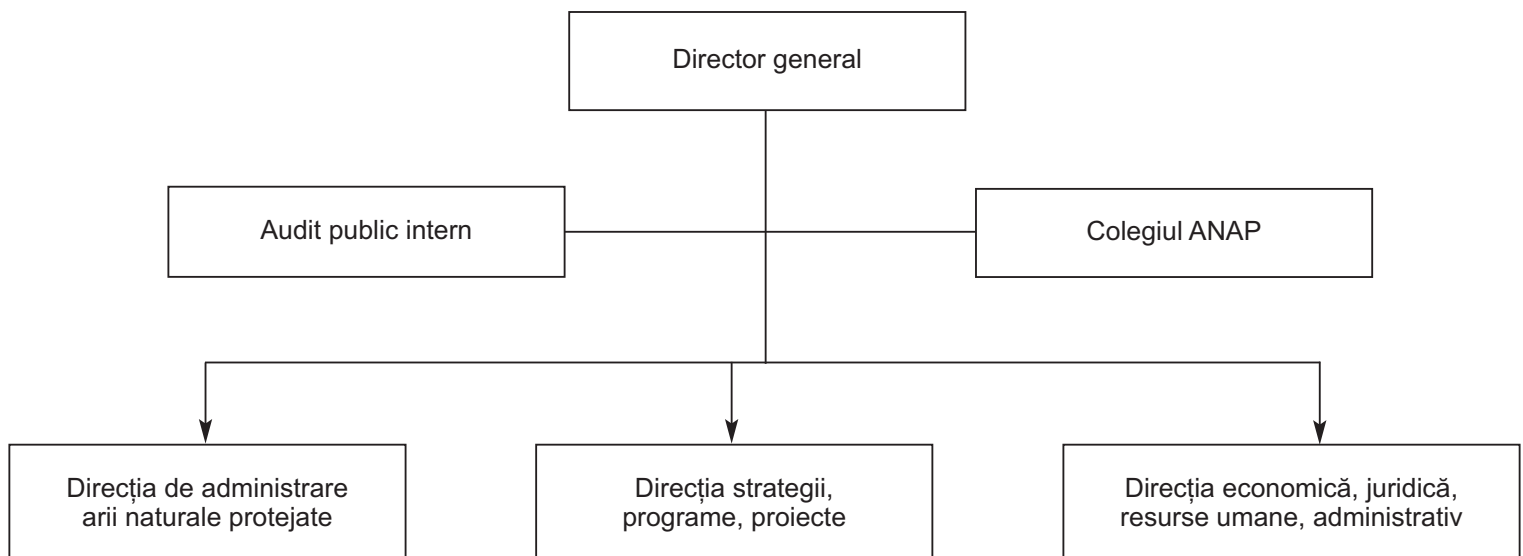 Director general
Audit public intern
Colegiul ANAP
Direcția de administrare
arii naturale protejate
Direcția strategii,
programe, proiecte
Direcția economică, juridică,
resurse umane, administrativ